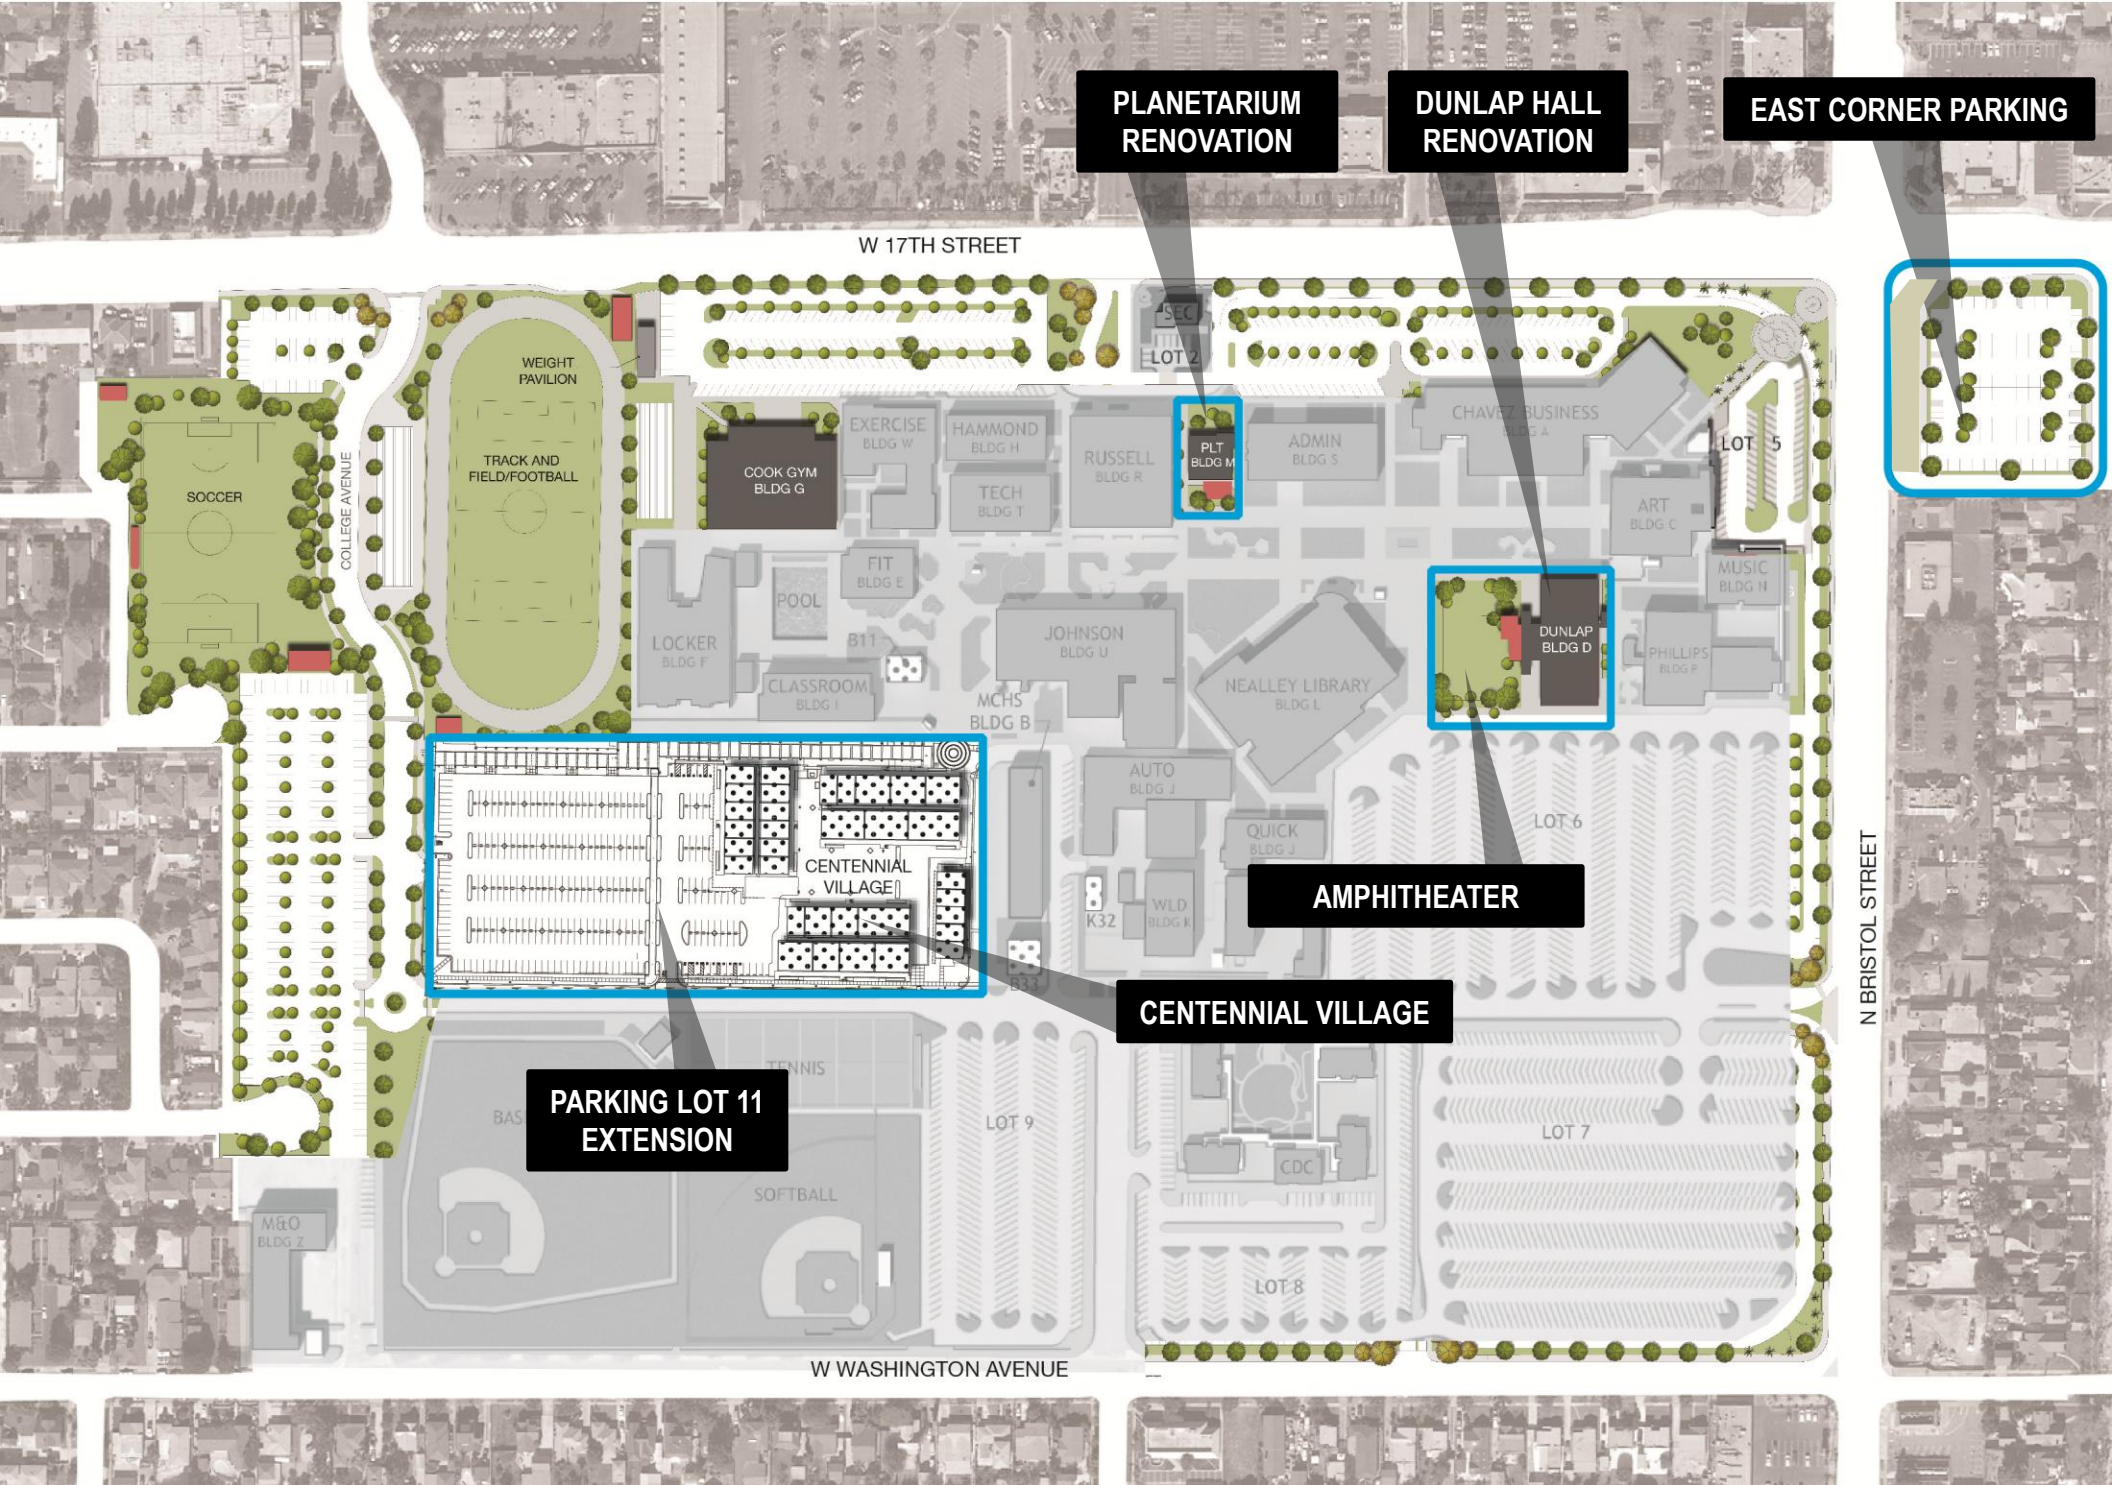 PLANETARIUM
RENOVATION
DUNLAP HALL
RENOVATION
EAST CORNER PARKING
W 17TH STREET
SEC
LOT 2
WEIGHT
PAVILION
TRACK AND
FIELD/FOOTBALL
SOCCER
COLLEGE AVENUE
COOK GYM
BLDG G
EXERCISE
BLDG W
HAMMOND
BLDG H
TECH
BLDG T
RUSSELL
BLDG R
PLT
BLDG M
ADMIN
BLDG S
CHAVEZ BUSINESS
BLDG A
LOT 5
ART
BLDG C
MUSIC
BLDG N
LOCKER
BLDG F
POOL
FIT
BLDG E
B11
CLASSROOM
BLDG I
JOHNSON
BLDG U
MCHS
BLDG B
NEALLEY LIBRARY
BLDG L
DUNLAP
BLDG D
PHILLIPS
BLDG P
AUTO
BLDG J
QUICK
BLDG J
LOT 6
CENTENNIAL
VILLAGE
K32
WLD
BLDG K
AMPHITHEATER
B33
CENTENNIAL VILLAGE
N BRISTOL STREET
PARKING LOT 11
EXTENSION
TENNIS
BAS
SOFTBALL
LOT 9
CDC
LOT 7
LOT 8
M&O
BLDG Z
W WASHINGTON AVENUE